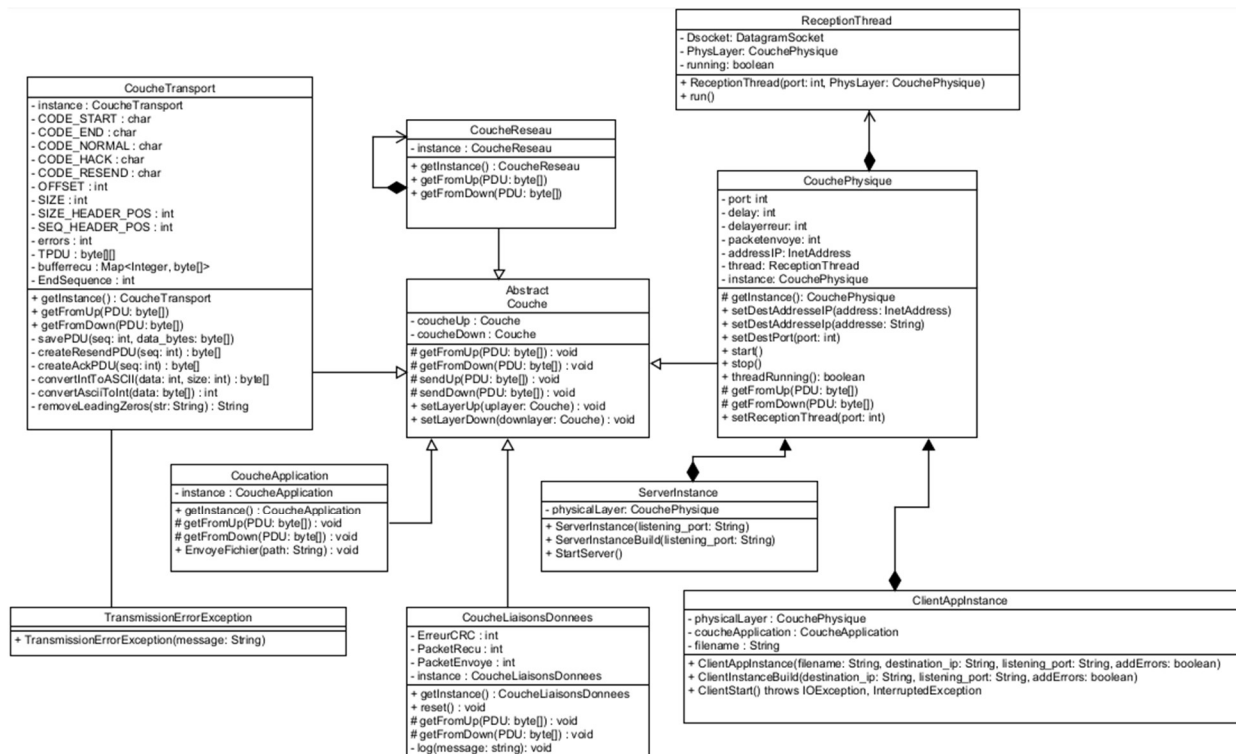 ReceptionThread
- Dsocket: DatagramSocket
- PhysLayer: CouchePhysique
- running: boolean
+ ReceptionThread(port: int, PhysLayer: CouchePhysique)
+ run()
CoucheTransport
- instance : CoucheTransport
- CODE_START : char
- CODE_END : char
- CODE_NORMAL : char
- CODE_HACK : char
- CODE_RESEND : char
- OFFSET : int
- SIZE : int
- SIZE_HEADER_POS : int
- SEQ_HEADER_POS : int
- errors : int
- TPDU : byte[][]
- bufferrecu : Map<Integer, byte[]>
- EndSequence : int
+ getInstance() : CoucheTransport
+ getFromUp(PDU: byte[])
+ getFromDown(PDU: byte[])
- savePDU(seq: int, data_bytes: byte[])
- createResendPDU(seq: int) : byte[]
- createAckPDU(seq: int) : byte[]
- convertIntToASCII(data: int, size: int) : byte[]
- convertAsciiToInt(data: byte[]) : int
- removeLeadingZeros(str: String) : String
CoucheReseau
- instance : CoucheReseau
+ getInstance() : CoucheReseau
+ getFromUp(PDU: byte[])
+ getFromDown(PDU: byte[])
CouchePhysique
- port: int
- delay: int
- delayerreur: int
- packetenvoye: int
- addressIP: InetAddress
- thread: ReceptionThread
- instance: CouchePhysique
# getInstance(): CouchePhysique
+ setDestAddresseIP(address: InetAddress)
+ setDestAddresseIp(addresse: String)
+ setDestPort(port: int)
+ start()
+ stop()
+ threadRunning(): boolean
# getFromUp(PDU: byte[])
# getFromDown(PDU: byte[])
+ setReceptionThread(port: int)
Abstract
Couche
- coucheUp : Couche
- coucheDown : Couche
# getFromUp(PDU: byte[]) : void
# getFromDown(PDU: byte[]) : void
# sendUp(PDU: byte[]) : void
# sendDown(PDU: byte[]) : void
+ setLayerUp(uplayer: Couche) : void
+ setLayerDown(downlayer: Couche) : void
CoucheApplication
- instance : CoucheApplication
+ getInstance() : CoucheApplication
# getFromUp(PDU: byte[]) : void
# getFromDown(PDU: byte[]) : void
+ EnvoyeFichier(path: String) : void
ServerInstance
- physicalLayer: CouchePhysique
+ ServerInstance(listening_port: String)
+ ServerInstanceBuild(listening_port: String)
+ StartServer()
ClientAppInstance
- physicalLayer : CouchePhysique
- coucheApplication : CoucheApplication
- filename : String
+ ClientAppInstance(filename: String, destination_ip: String, listening_port: String, addErrors: boolean)
+ ClientInstanceBuild(destination_ip: String, listening_port: String, addErrors: boolean)
+ ClientStart() throws IOException, InterruptedException
TransmissionErrorException
+ TransmissionErrorException(message: String)
CoucheLiaisonsDonnees
- ErreurCRC : int
- PacketRecu : int
- PacketEnvoye : int
- instance : CoucheLiaisonsDonnees
+ getInstance() : CoucheLiaisonsDonnees
+ reset() : void
# getFromUp(PDU: byte[]) : void
# getFromDown(PDU: byte[]) : void
- log(message: string): void